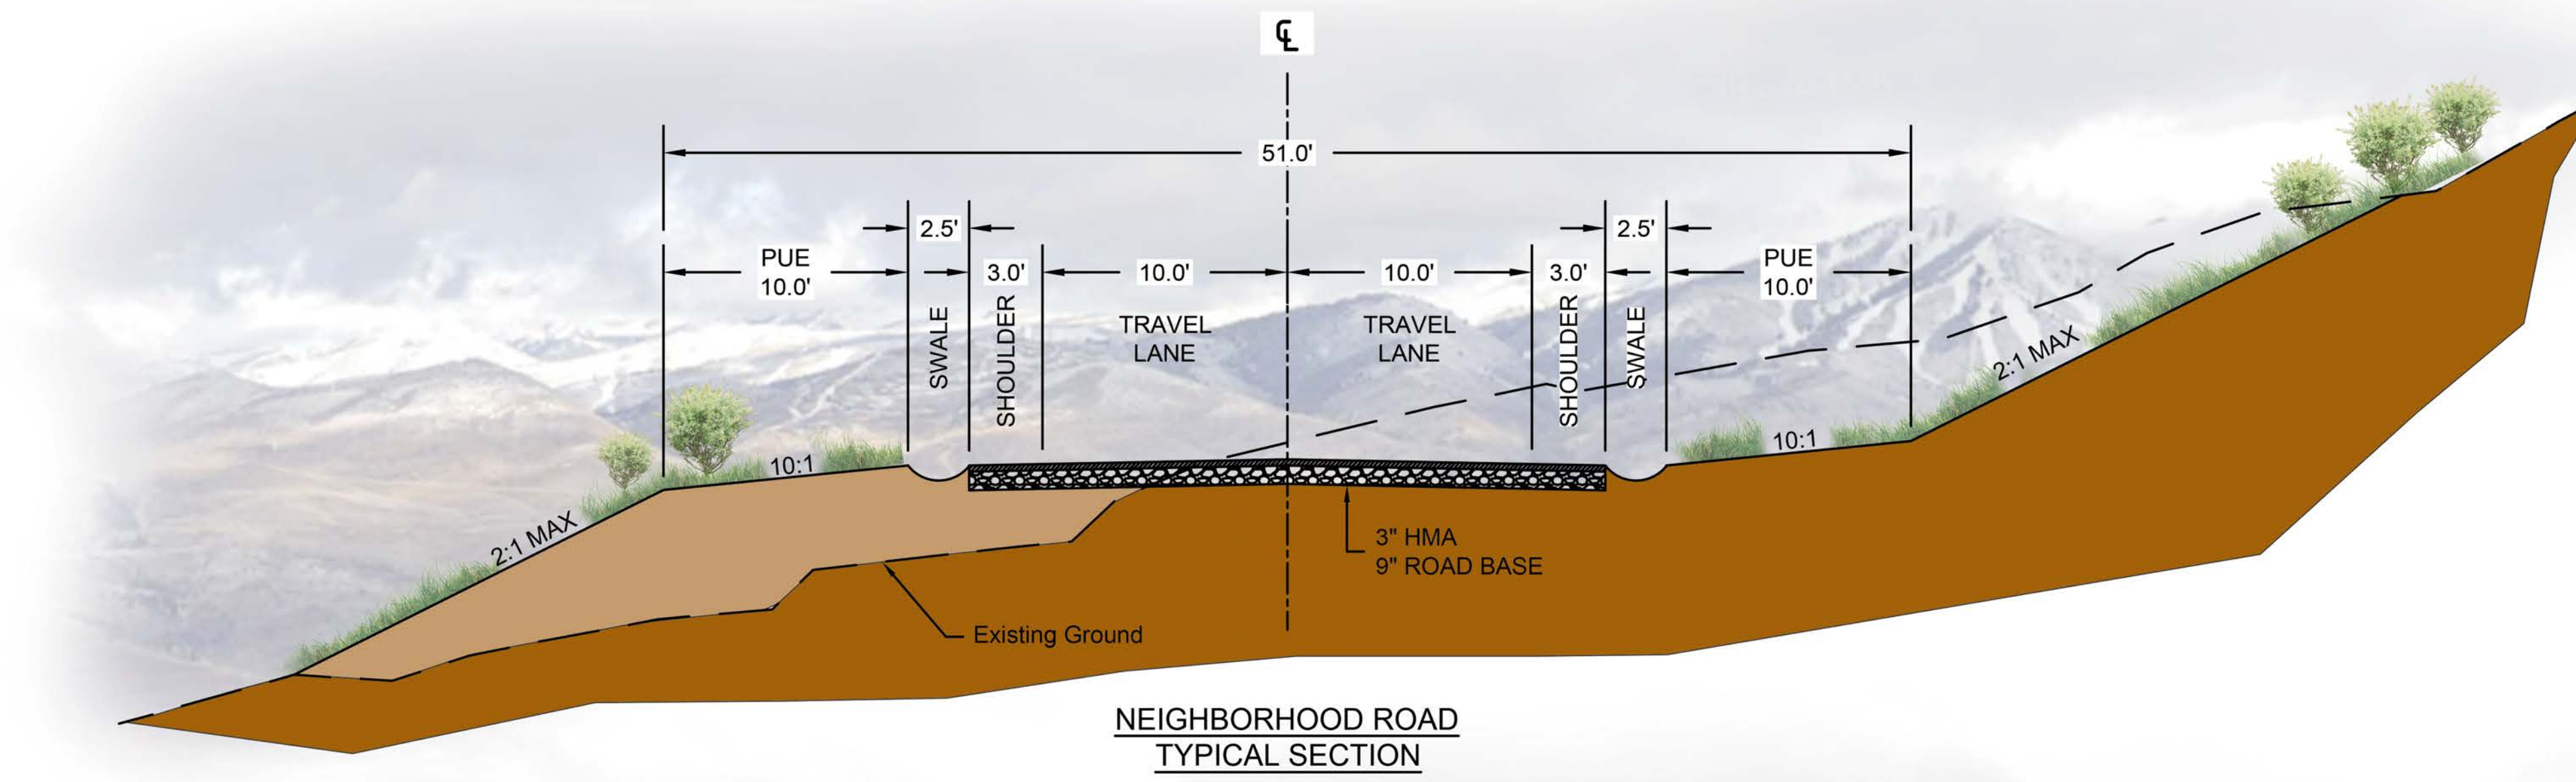 ℄
51.0'
2.5'
2.5'
PUE
10.0'
3.0'
10.0'
10.0'
3.0'
PUE
10.0'
SWALE
SHOULDER
TRAVEL
LANE
TRAVEL
LANE
SHOULDER
SWALE
2:1 MAX
10:1
10:1
2:1 MAX
3" HMA
9" ROAD BASE
Existing Ground
NEIGHBORHOOD ROAD
TYPICAL SECTION